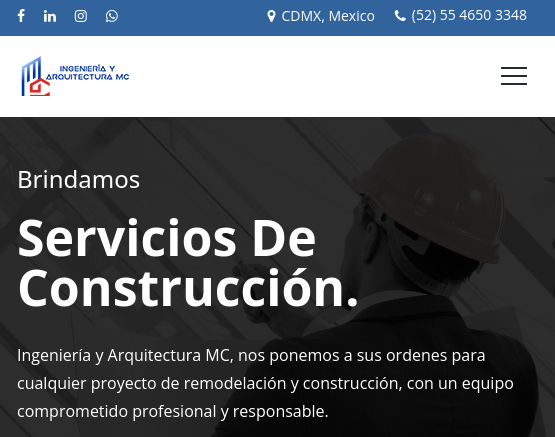 CDMX, Mexico (52) 55 4650 3348
INGENIERÍA Y
ARQUITECTURA MC
Brindamos
Servicios De
Construcción.
Ingeniería y Arquitectura MC, nos ponemos a sus ordenes para
cualquier proyecto de remodelación y construcción, con un equipo
comprometido profesional y responsable.